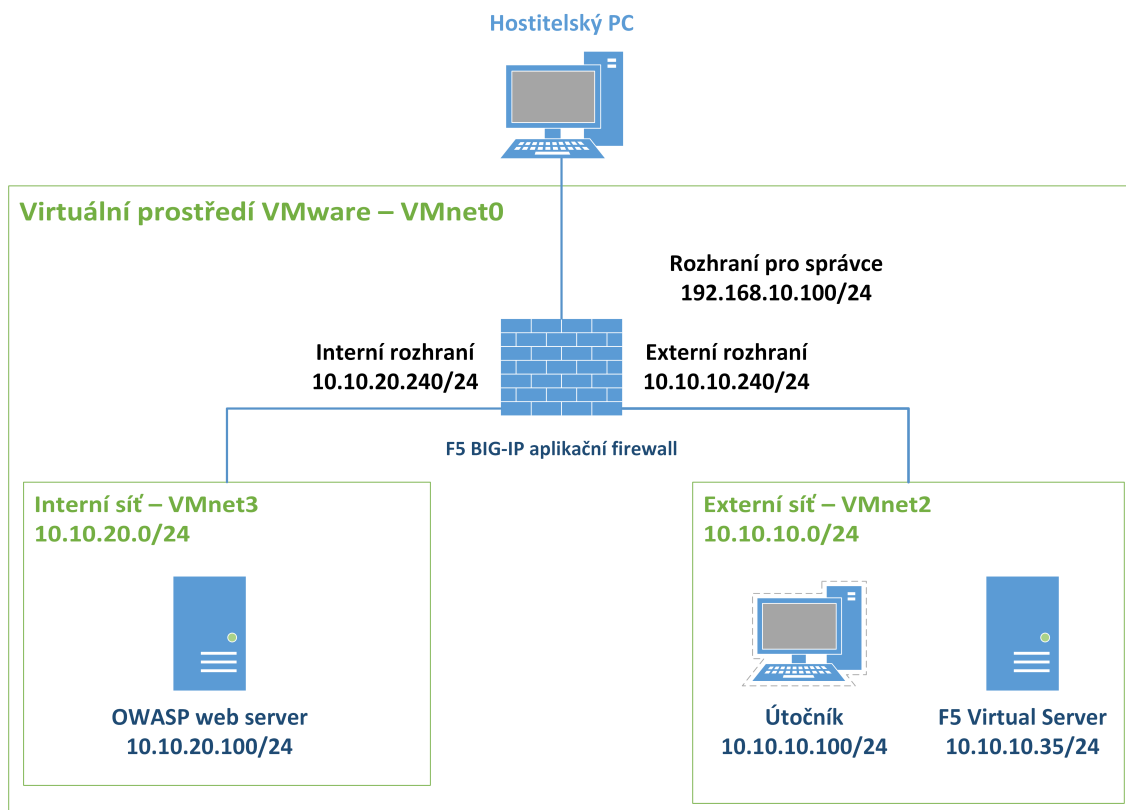 Hostitelský PC
Virtuální prostředí VMware – VMnet0
Rozhraní pro správce
192.168.10.100/24
Interní rozhraní
10.10.20.240/24
Externí rozhraní
10.10.10.240/24
F5 BIG-IP aplikační firewall
Interní síť – VMnet3
10.10.20.0/24
OWASP web server
10.10.20.100/24
Externí síť – VMnet2
10.10.10.0/24
Útočník
10.10.10.100/24
F5 Virtual Server
10.10.10.35/24